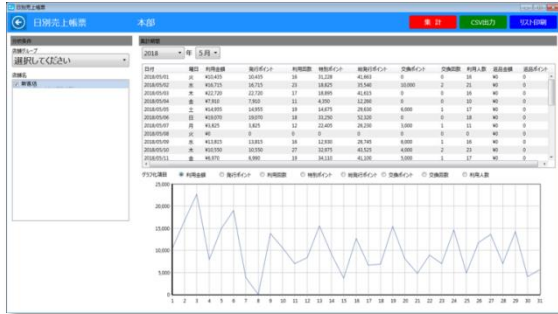 日別売上帳票
日別売上帳票 本部 集計 CSV出力 リスト印刷
店舗グループ
選択してください
店舗名
集計期間
2018 年 5月
日付 曜日 利用金額 発行ポイント 利用回数 特別ポイント 総発行ポイント 交換ポイント 交換回数 利用人数 返品金額 返品ポイント
2018/05/01 火 ¥10,435 10,435 16 31,228 41,663 0 0 16 ¥0 0
2018/05/02 水 ¥16,715 16,715 23 18,825 35,540 10,000 2 21 ¥0 0
2018/05/03 木 ¥22,720 22,720 17 18,895 41,615 0 0 16 ¥0 0
2018/05/04 金 ¥7,910 7,910 11 4,350 12,260 0 0 10 ¥0 0
2018/05/05 土 ¥14,955 14,955 19 14,875 29,830 6,000 1 17 ¥0 0
2018/05/06 日 ¥19,070 19,070 18 33,250 52,320 0 0 18 ¥0 0
2018/05/07 月 ¥3,825 3,825 12 22,405 26,230 3,000 1 11 ¥0 0
2018/05/08 火 ¥0 0 0 0 0 0 0 0 ¥0 0
2018/05/09 水 ¥13,815 13,815 16 12,930 26,745 8,000 1 16 ¥0 0
2018/05/10 木 ¥10,550 10,550 27 32,975 43,525 4,000 2 23 ¥0 0
2018/05/11 金 ¥6,990 6,990 19 34,110 41,100 5,000 1 17 ¥0 0
グラフ化項目 利用金額 発行ポイント 利用回数 特別ポイント 総発行ポイント 交換ポイント 交換回数 利用人数
25,000
20,000
15,000
10,000
5,000
0
1 2 3 4 5 6 7 8 9 10 11 12 13 14 15 16 17 18 19 20 21 22 23 24 25 26 27 28 29 30 31